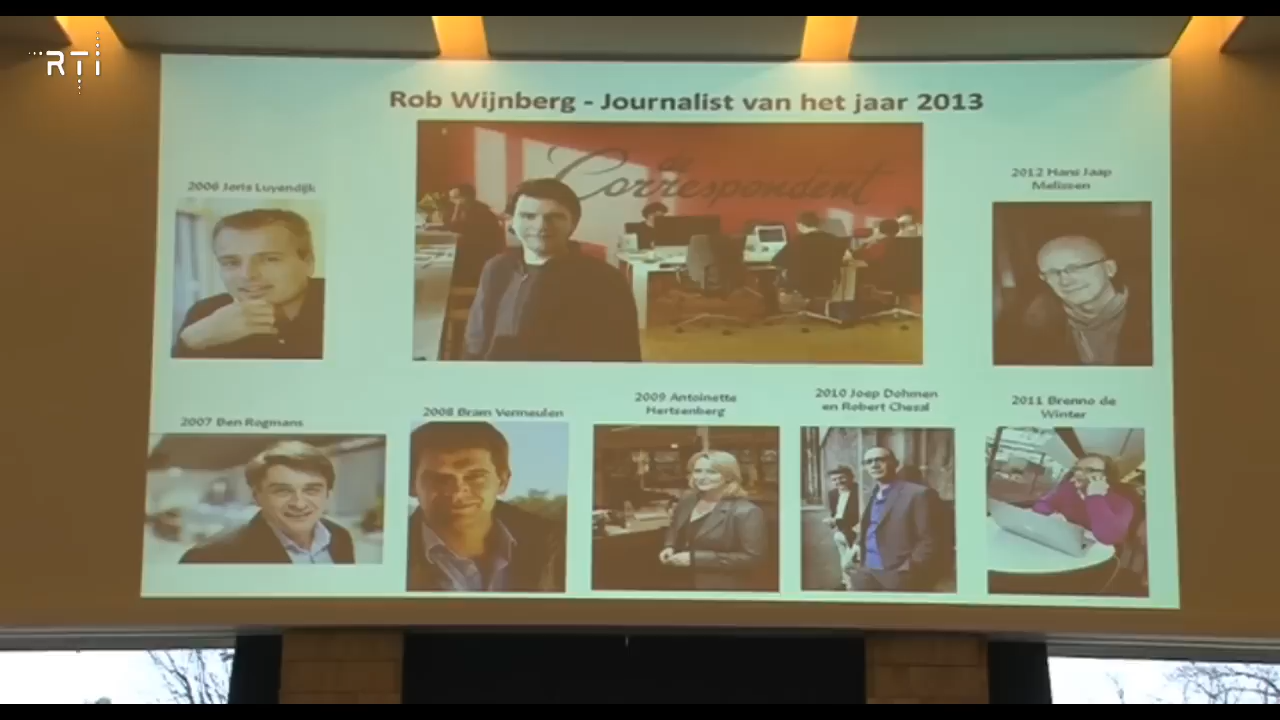 RTI
Rob Wijnberg - Journalist van het jaar 2013
de
Correspondent
2006 Joris Luyendijk
2012 Hans Jaap
Melissen
2007 Ben Rogmans
2008 Bram Vermeulen
2009 Antoinette
Hertsenberg
2010 Joep Dohmen
en Robert Chesal
2011 Brenno de
Winter